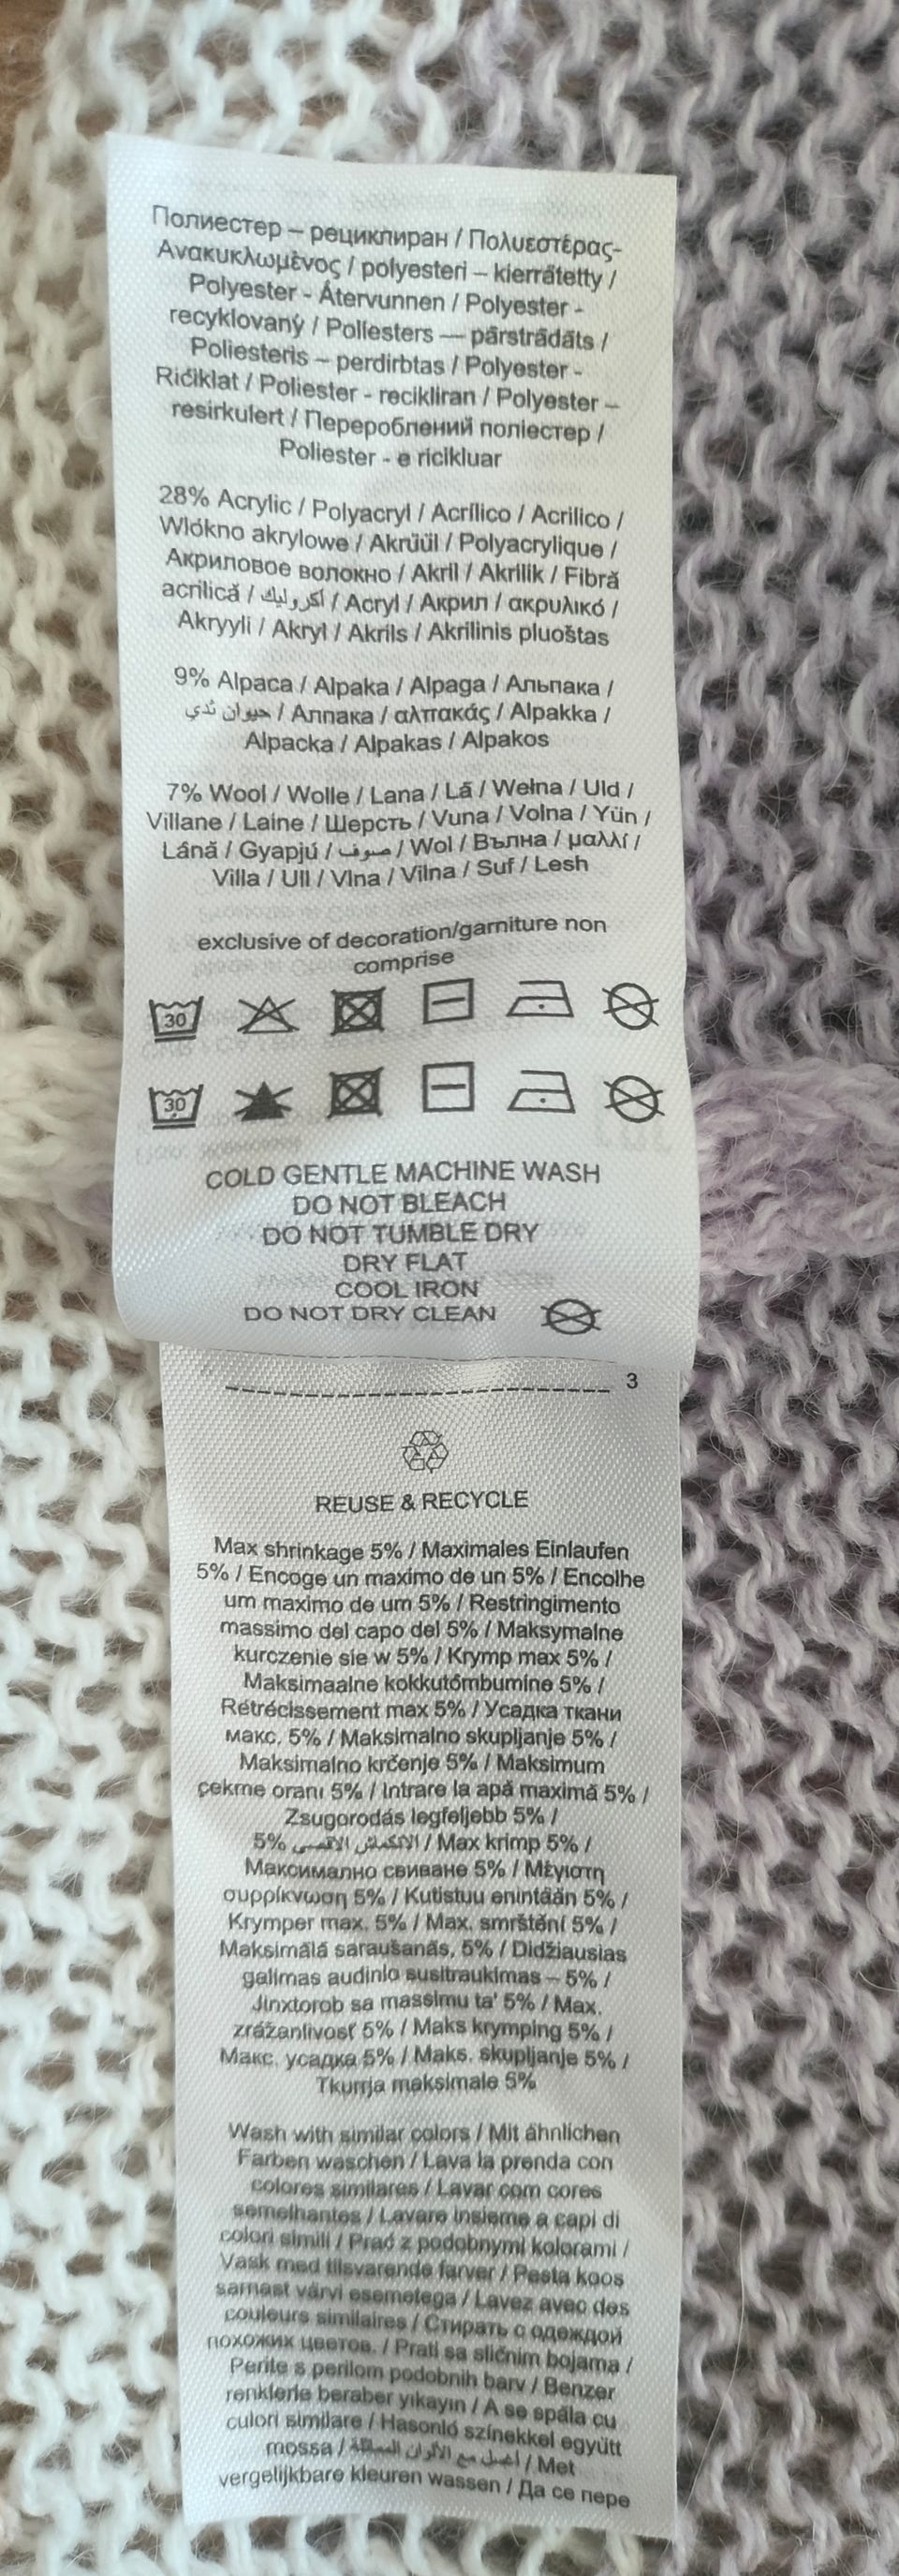 Полиестер – рециклиран / Πολυεστέρας-
Ανακυκλωμένος / polyesteri – kierrätetty /
Polyester - Återvunnen / Polyester -
recyklovaný / Poliesters — pārstrādāts /
Poliesteris – perdirbtas / Polyester -
Riċiklat / Poliester - recikliran / Polyester –
resirkulert / Перероблений поліестер /
Poliester - e ricikluar
28% Acrylic / Polyacryl / Acrílico / Acrilico /
Wlókno akrylowe / Akrüül / Polyacrylique /
Акриловое волокно / Akril / Akrilik / Fibră
acrilică / أكروليك / Acryl / Акрил / ακρυλικό /
Akryyli / Akryl / Akrils / Akrilinis pluoštas
9% Alpaca / Alpaka / Alpaga / Альпака /
حيوان ثدي / Алпака / αλπακάς / Alpakka /
Alpacka / Alpakas / Alpakos
7% Wool / Wolle / Lana / Lã / Wełna / Uld /
Villane / Laine / Шерсть / Vuna / Volna / Yün /
Lână / Gyapjú / صوف / Wol / Вълна / μαλλί /
Villa / Ull / Vlna / Vilna / Suf / Lesh
exclusive of decoration/garniture non
comprise
30
30
COLD GENTLE MACHINE WASH
DO NOT BLEACH
DO NOT TUMBLE DRY
DRY FLAT
COOL IRON
DO NOT DRY CLEAN
3
REUSE & RECYCLE
Max shrinkage 5% / Maximales Einlaufen
5% / Encoge un maximo de un 5% / Encolhe
um maximo de um 5% / Restringimento
massimo del capo del 5% / Maksymalne
kurczenie sie w 5% / Krymp max 5% /
Maksimaalne kokkutõmbumine 5% /
Rétrécissement max 5% / Усадка ткани
макс. 5% / Maksimalno skupljanje 5% /
Maksimalno krčenje 5% / Maksimum
çekme oranı 5% / Intrare la apă maximă 5% /
Zsugorodás legfeljebb 5% /
5% الانكماش الأقصى / Max krimp 5% /
Максимално свиване 5% / Μέγιστη
συρρίκνωση 5% / Kutistuu enintään 5% /
Krymper max. 5% / Max. smrštění 5% /
Maksimālā saraušanās, 5% / Didžiausias
galimas audinio susitraukimas – 5% /
Jinxtorob sa massimu ta' 5% / Max.
zrážanlivosť 5% / Maks krymping 5% /
Макс. усадка 5% / Maks. skupljanje 5% /
Tkurrja maksimale 5%
Wash with similar colors / Mit ähnlichen
Farben waschen / Lava la prenda con
colores similares / Lavar com cores
semelhantes / Lavare insieme a capi di
colori simili / Prać z podobnymi kolorami /
Vask med tilsvarende farver / Pesta koos
samast värvi esemetega / Lavez avec des
couleurs similaires / Стирать с одеждой
похожих цветов. / Prati sa sličnim bojama /
Perite s perilom podobnih barv / Benzer
renklerle beraber yıkayın / A se spăla cu
culori similare / Hasonló színekkel együtt
mossa / اغسل مع الألوان المماثلة / Met
vergelijkbare kleuren wassen / Да се пере